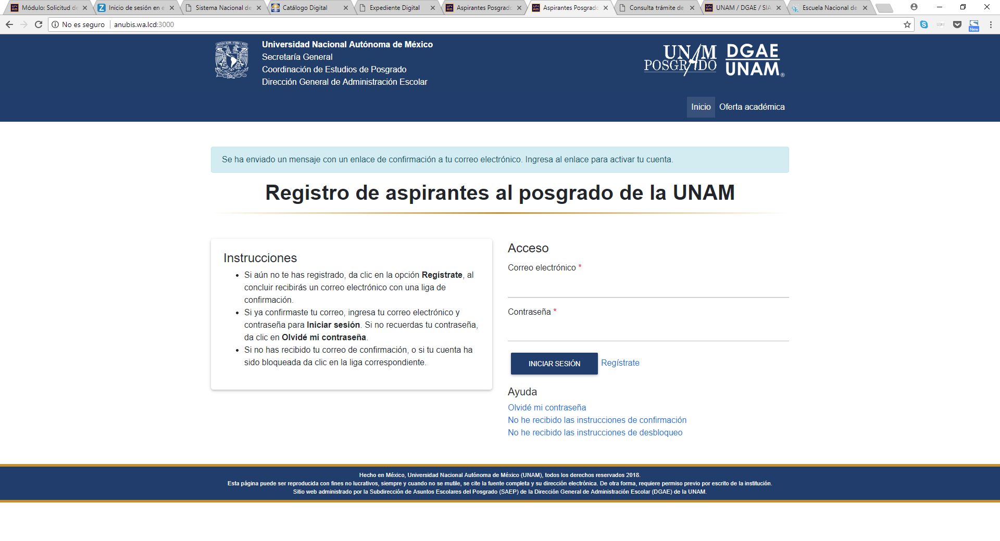 Módulo: Solicitud de
Inicio de sesión en e
Sistema Nacional de
Catálogo Digital
Expediente Digital
Aspirantes Posgrado
Aspirantes Posgrado
Consulta trámite de
UNAM / DGAE / SIA
Escuela Nacional de
No es seguro
anubis.wa.lcd:3000
New
Universidad Nacional Autónoma de México
Secretaría General
Coordinación de Estudios de Posgrado
Dirección General de Administración Escolar
UNAM
POSGRADO
DGAE
UNAM®
Inicio
Oferta académica
Se ha enviado un mensaje con un enlace de confirmación a tu correo electrónico. Ingresa al enlace para activar tu cuenta.
Registro de aspirantes al posgrado de la UNAM
Instrucciones
• Si aún no te has registrado, da clic en la opción Regístrate, al
concluir recibirás un correo electrónico con una liga de
confirmación.
• Si ya confirmaste tu correo, ingresa tu correo electrónico y
contraseña para Iniciar sesión. Si no recuerdas tu contraseña,
da clic en Olvidé mi contraseña.
• Si no has recibido tu correo de confirmación, o si tu cuenta ha
sido bloqueada da clic en la liga correspondiente.
Acceso
Correo electrónico *
Contraseña *
INICIAR SESIÓN
Regístrate
Ayuda
Olvidé mi contraseña
No he recibido las instrucciones de confirmación
No he recibido las instrucciones de desbloqueo
Hecho en México, Universidad Nacional Autónoma de México (UNAM), todos los derechos reservados 2018.
Esta página puede ser reproducida con fines no lucrativos, siempre y cuando no se mutile, se cite la fuente completa y su dirección electrónica. De otra forma, requiere permiso previo por escrito de la institución.
Sitio web administrado por la Subdirección de Asuntos Escolares del Posgrado (SAEP) de la Dirección General de Administración Escolar (DGAE) de la UNAM.